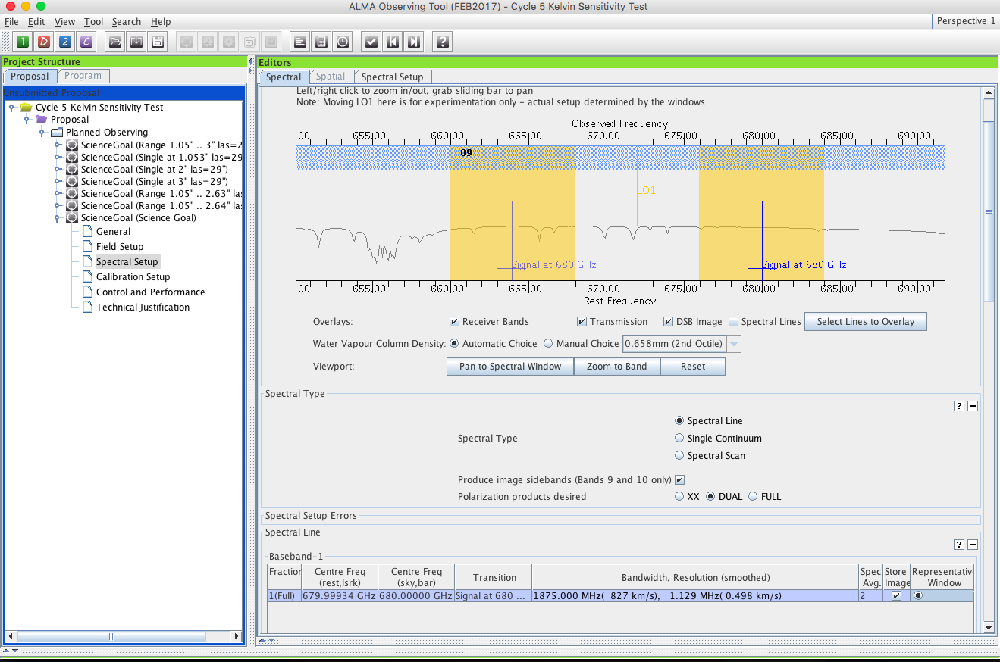 ALMA Observing Tool (FEB2017) - Cycle 5 Kelvin Sensitivity Test
File Edit View Tool Search Help
Perspective 1
1 D 2 C ?
Project Structure
Proposal Program
Unsubmitted Proposal
Cycle 5 Kelvin Sensitivity Test
Proposal
Planned Observing
ScienceGoal (Range 1.05" .. 3" las=2
ScienceGoal (Single at 1.053" las=29
ScienceGoal (Single at 2" las=29")
ScienceGoal (Single at 3" las=29")
ScienceGoal (Range 1.05" .. 2.63" las
ScienceGoal (Range 1.05" .. 2.64" las
ScienceGoal (Science Goal)
General
Field Setup
Spectral Setup
Calibration Setup
Control and Performance
Technical Justification
Editors
Spectral Spatial Spectral Setup
Left/right click to zoom in/out, grab sliding bar to pan
Note: Moving LO1 here is for experimentation only - actual setup determined by the windows
Observed Frequency
00 655.00 660.00 665.00 670.00 675.00 680.00 685.00 690.00
09
LO1
Signal at 680 GHz Signal at 680 GHz
00 655.00 660.00 665.00 670.00 675.00 680.00 685.00 690.00
Rest Frequency
Overlays: Receiver Bands Transmission DSB Image Spectral Lines Select Lines to Overlay
Water Vapour Column Density: Automatic Choice Manual Choice 0.658mm (2nd Octile)
Viewport: Pan to Spectral Window Zoom to Band Reset
Spectral Type
?
Spectral Line
Spectral Type Single Continuum
Spectral Scan
Produce image sidebands (Bands 9 and 10 only)
Polarization products desired XX DUAL FULL
Spectral Setup Errors
Spectral Line
?
Baseband-1
Fraction Centre Freq (rest,lsrk) Centre Freq (sky,bar) Transition Bandwidth, Resolution (smoothed) Spec. Avg. Store Image Representative Window
1(Full) 679.99934 GHz 680.00000 GHz Signal at 680 ... 1875.000 MHz( 827 km/s), 1.129 MHz( 0.498 km/s) 2